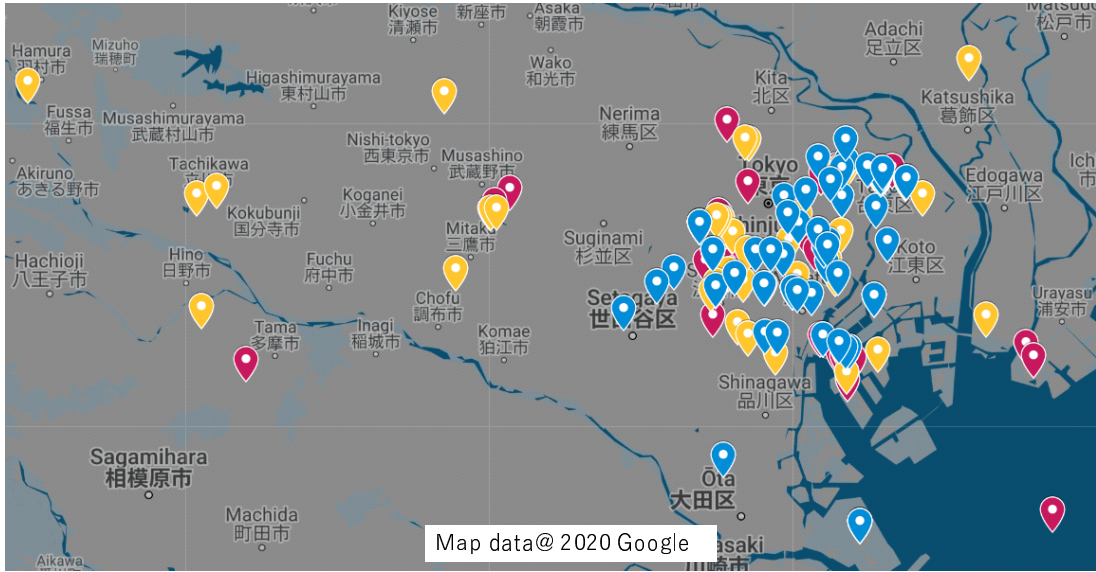 Kiyose
清瀬市
新座市
Asaka
朝霞市
Matsudo
松戸市
Adachi
足立区
Hamura
羽村市
Mizuho
瑞穂町
Wako
和光市
Kita
北区
Higashimurayama
東村山市
Katsushika
葛飾区
Fussa
福生市
Musashimurayama
武蔵村山市
Nerima
練馬区
Nishi-tokyo
西東京市
Musashino
武蔵野市
Tokyo
Tachikawa
Akiruno
あきる野市
Edogawa
江戸川区
Koganei
小金井市
Kokubunji
国分寺市
Mitaka
三鷹市
Suginami
杉並区
Koto
江東区
Hachioji
八王子市
Hino
日野市
Fuchu
府中市
Chofu
調布市
Setagaya
世田谷区
Urayasu
浦安市
Tama
多摩市
Inagi
稲城市
Komae
狛江市
Shinagawa
品川区
Sagamihara
相模原市
Ōta
大田区
Machida
町田市
Map data@ 2020 Google
川崎市
Aikawa